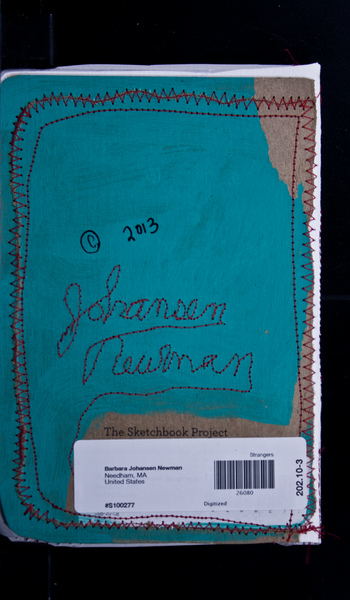 © 2013
Johansen
Newman
The Sketchbook Project
Strangers
Barbara Johansen Newman
Needham, MA
United States
26080
#S100277
Digitized
202.10-3